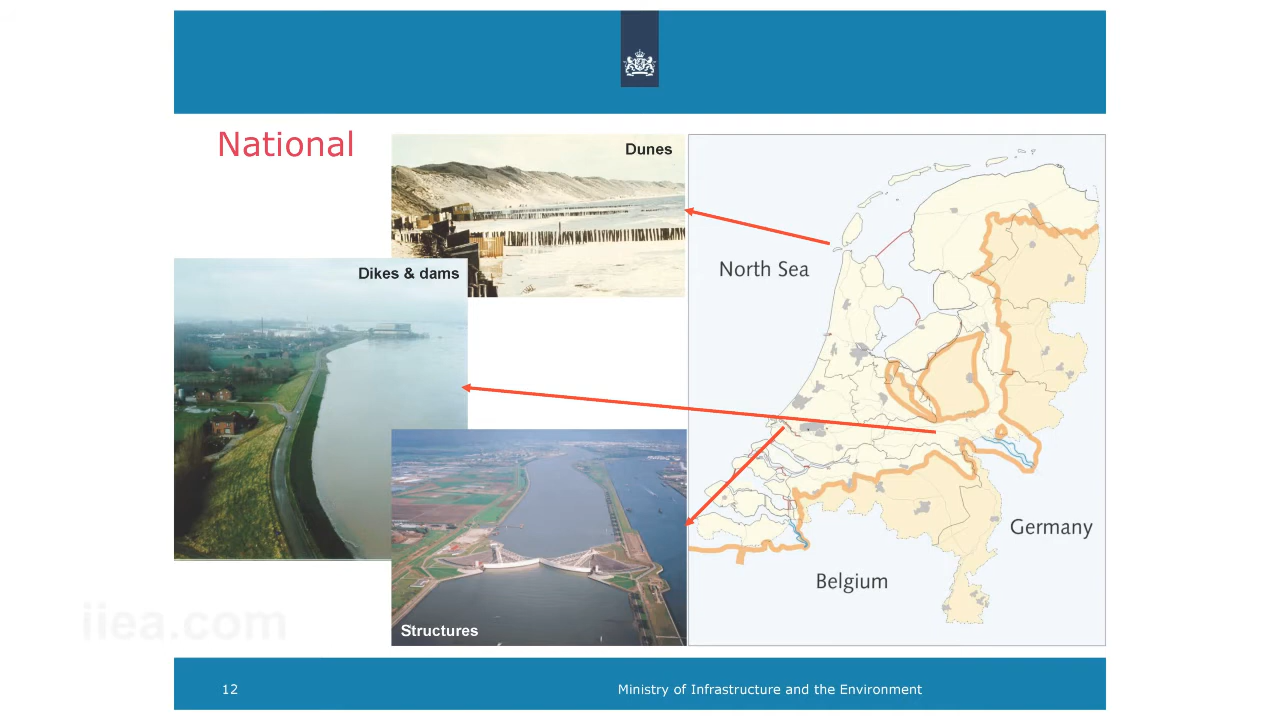 National
Dunes
Dikes & dams
North Sea
Germany
Belgium
Structures
iiea.com
12
Ministry of Infrastructure and the Environment